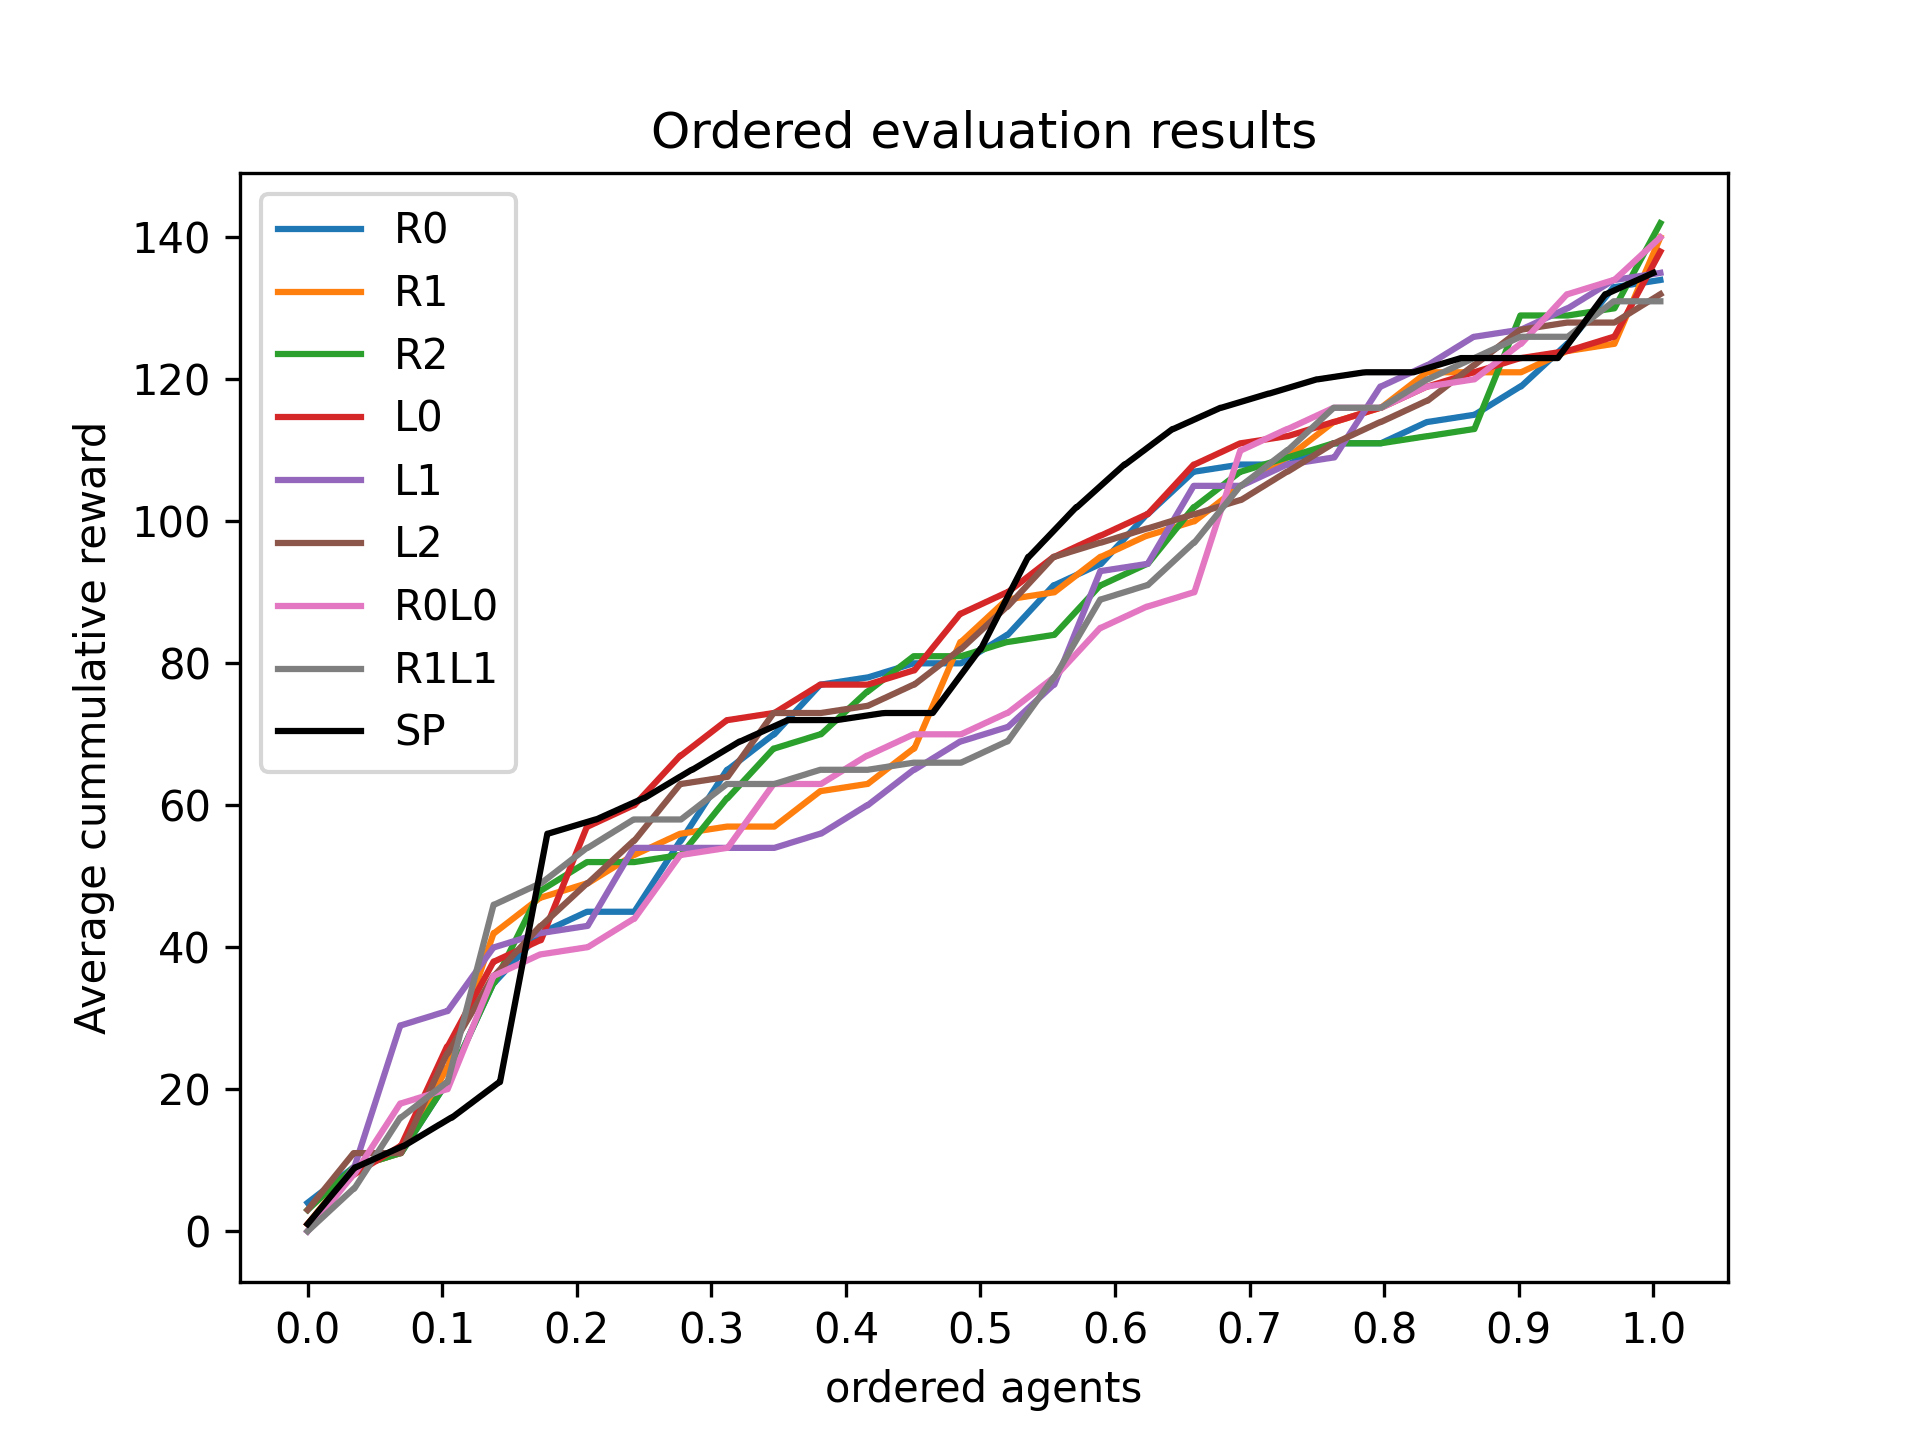 Ordered evaluation results
R0
R1
R2
L0
L1
L2
R0L0
R1L1
SP
Average cummulative reward
140
120
100
80
60
40
20
0
0.0 0.1 0.2 0.3 0.4 0.5 0.6 0.7 0.8 0.9 1.0
ordered agents